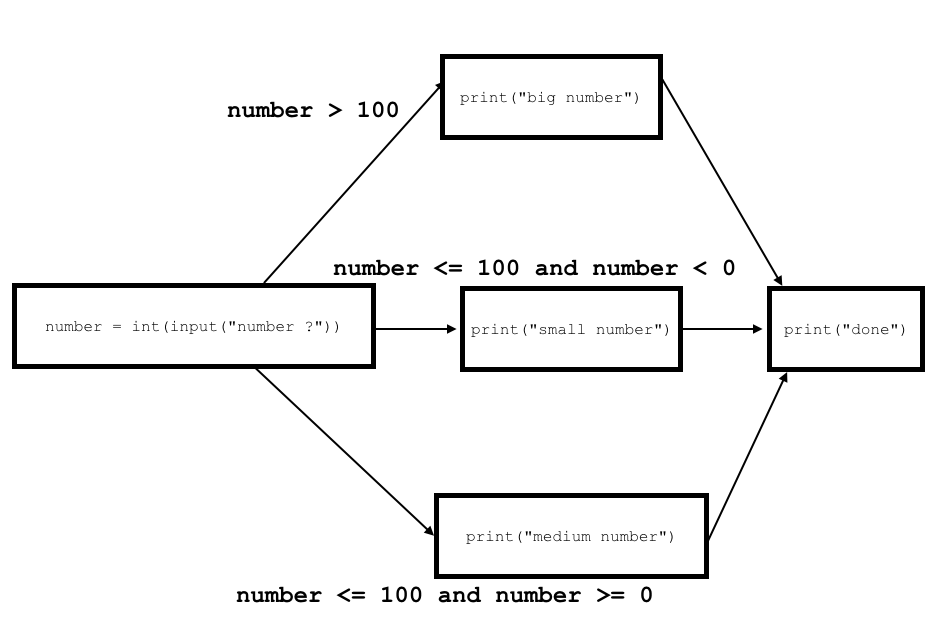 print("big number")
number > 100
number <= 100 and number < 0
number = int(input("number ?"))
print("small number")
print("done")
print("medium number")
number <= 100 and number >= 0